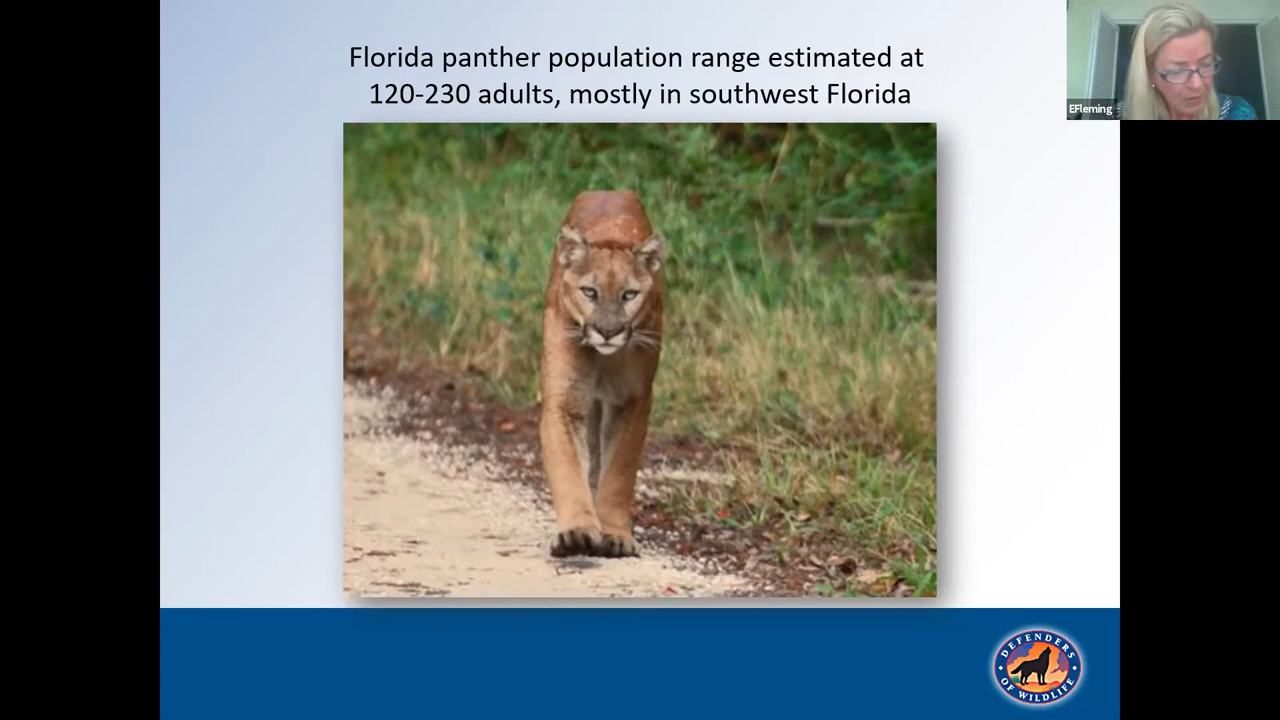 Florida panther population range estimated at
120-230 adults, mostly in southwest Florida
EFleming
DEFENDERS
OF WILDLIFE